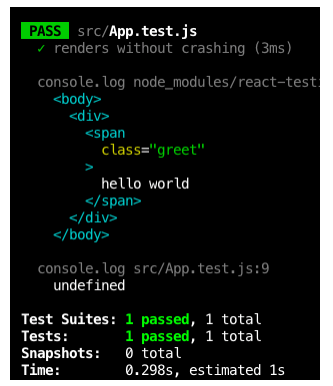 PASS src/App.test.js
✓ renders without crashing (3ms)
console.log node_modules/react-testi
<body>
<div>
<span
class="greet"
>
hello world
</span>
</div>
</body>
console.log src/App.test.js:9
undefined
Test Suites: 1 passed, 1 total
Tests: 1 passed, 1 total
Snapshots: 0 total
Time: 0.298s, estimated 1s